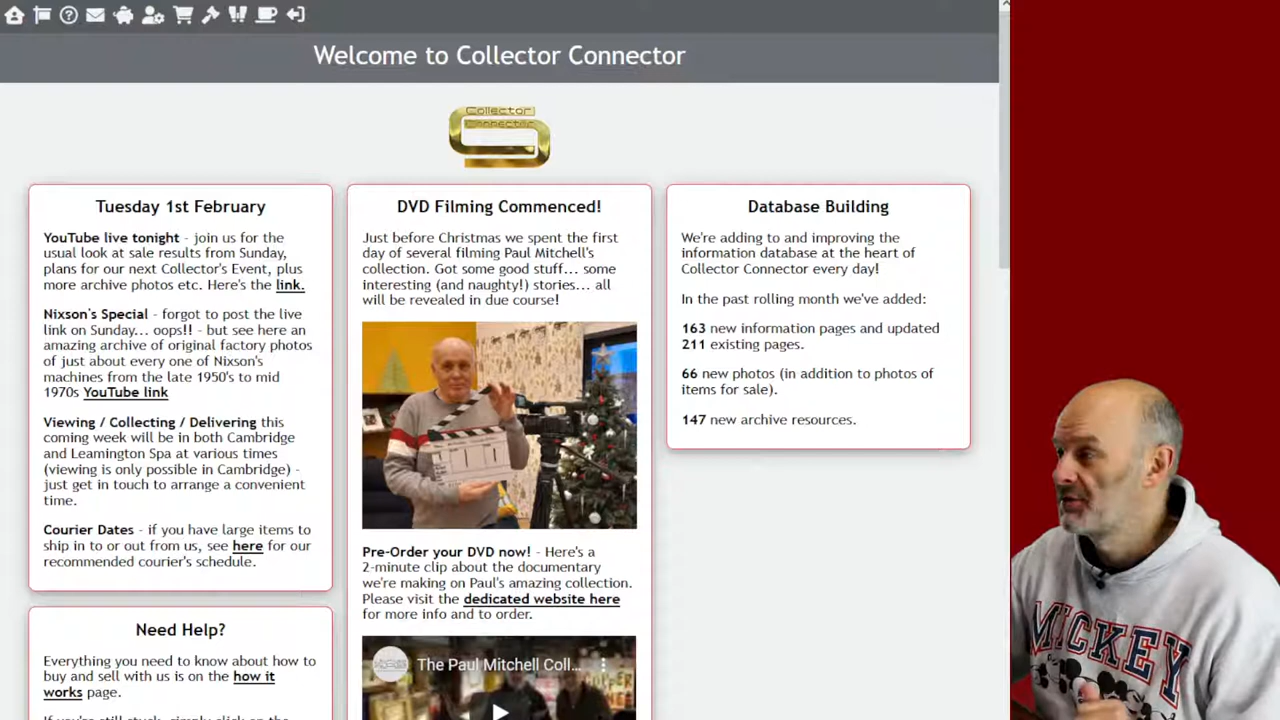 Welcome to Collector Connector
Collector
Connector
Tuesday 1st February
YouTube live tonight - join us for the
usual look at sale results from Sunday,
plans for our next Collector's Event, plus
more archive photos etc. Here's the link.
Nixson's Special - forgot to post the live
link on Sunday... oops!! - but see here an
amazing archive of original factory photos
of just about every one of Nixson's
machines from the late 1950's to mid
1970s YouTube link
Viewing / Collecting / Delivering this
coming week will be in both Cambridge
and Leamington Spa at various times
(viewing is only possible in Cambridge) -
just get in touch to arrange a convenient
time.
Courier Dates - if you have large items to
ship in to or out from us, see here for our
recommended courier's schedule.
Need Help?
Everything you need to know about how to
buy and sell with us is on the how it
works page.
If you're still stuck, simply click on the
DVD Filming Commenced!
Just before Christmas we spent the first
day of several filming Paul Mitchell's
collection. Got some good stuff... some
interesting (and naughty!) stories... all
will be revealed in due course!
Pre-Order your DVD now! - Here's a
2-minute clip about the documentary
we're making on Paul's amazing collection.
Please visit the dedicated website here
for more info and to order.
The Paul Mitchell Coll...
Database Building
We're adding to and improving the
information database at the heart of
Collector Connector every day!
In the past rolling month we've added:
163 new information pages and updated
211 existing pages.
66 new photos (in addition to photos of
items for sale).
147 new archive resources.
MICKEY